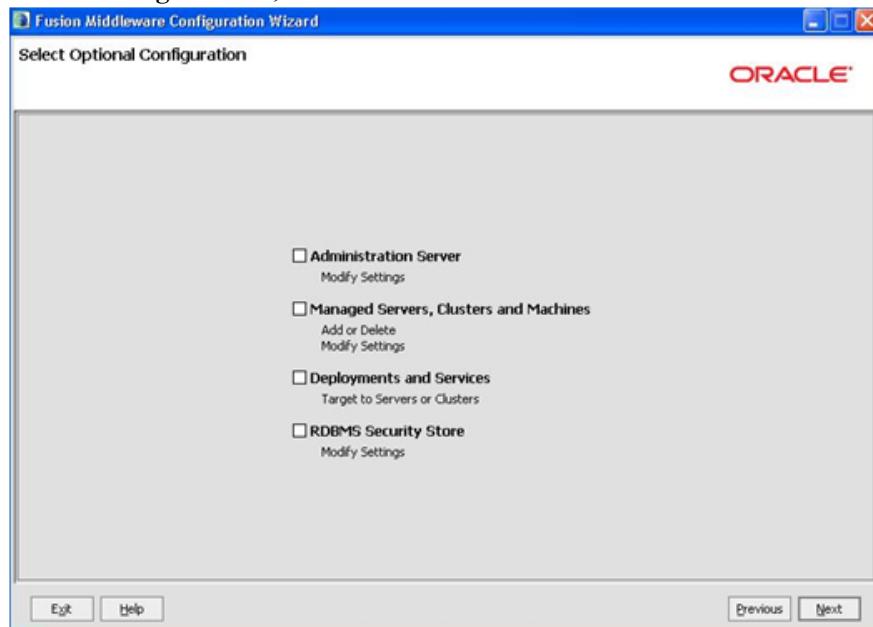 Fusion Middleware Configuration Wizard
Select Optional Configuration
ORACLE
Administration Server
Modify Settings
Managed Servers, Clusters and Machines
Add or Delete
Modify Settings
Deployments and Services
Target to Servers or Clusters
RDBMS Security Store
Modify Settings
Exit Help Previous Next